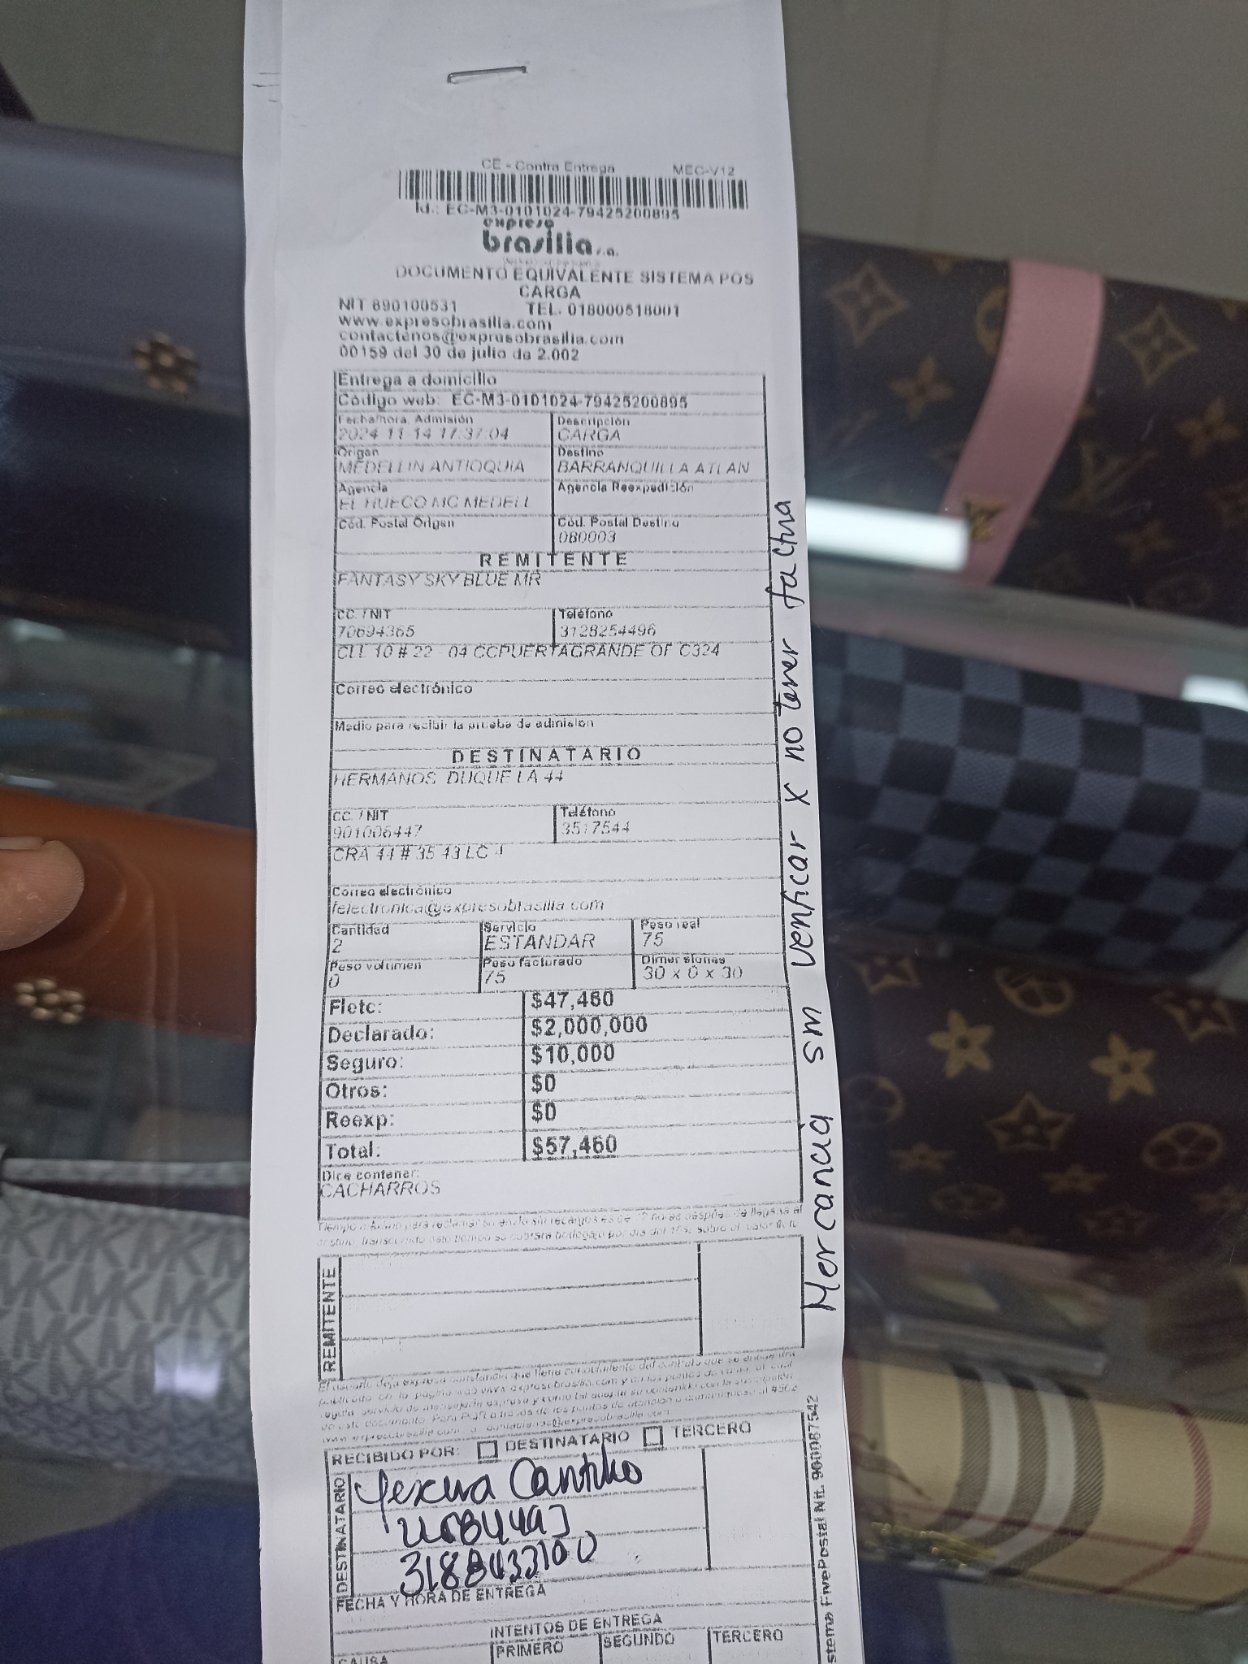 CE - Contra Entrega MEC-V12
Id.: EC-M3-0101024-79425200895
expreso
brasilia s.a.
DOCUMENTO EQUIVALENTE SISTEMA POS
CARGA
NIT 890100531 TEL. 018000518001
www.expresobrasilia.com
contactenos@expresobrasilia.com
00159 del 30 de julio de 2.002
Entrega a domicilio
Código web: EC-M3-0101024-79425200895
Fecha/hora Admisión Descripción
2024-11-14 17:37:04 CARGA
Origen Destino
MEDELLIN ANTIOQUIA BARRANQUILLA ATLAN
Agencia Agencia Reexpedición
EL HUECO MC MEDELL
Cód. Postal Origen Cód. Postal Destino
080003
REMITENTE
FANTASY SKY BLUE MR
CC. / NIT Teléfono
70694365 3128254496
CLL 10 # 22 04 CCPUERTAGRANDE OF C324
Correo electrónico
Medio para recibir la prueba de admisión
DESTINATARIO
HERMANOS DUQUE LA 44
CC. / NIT Teléfono
901006447 3517544
CRA 44 # 35 43 LC
Correo electrónico
felectronica@expresobrasilia.com
Cantidad Servicio Peso real
2 ESTANDAR 75
Peso volumen Peso facturado Dimensiones
0 75 30 x 0 x 30
Flete: $47,460
Declarado: $2,000,000
Seguro: $10,000
Otros: $0
Reexp: $0
Total: $57,460
Dice contener:
CACHARROS
REMITENTE
RECIBIDO POR: DESTINATARIO TERCERO
DESTINATARIO
3188433100
FECHA Y HORA DE ENTREGA
INTENTOS DE ENTREGA
CAUSA PRIMERO SEGUNDO TERCERO
Mercancia sm verificar x no tener factura
stema FivePostal Nit. 900087542